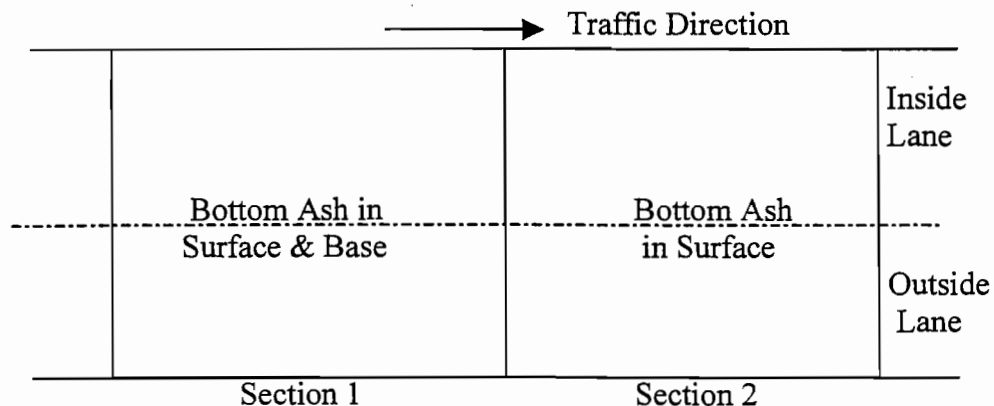 Traffic Direction
Inside
Lane
Bottom Ash in
Surface & Base
Bottom Ash
in Surface
Outside
Lane
Section 1
Section 2